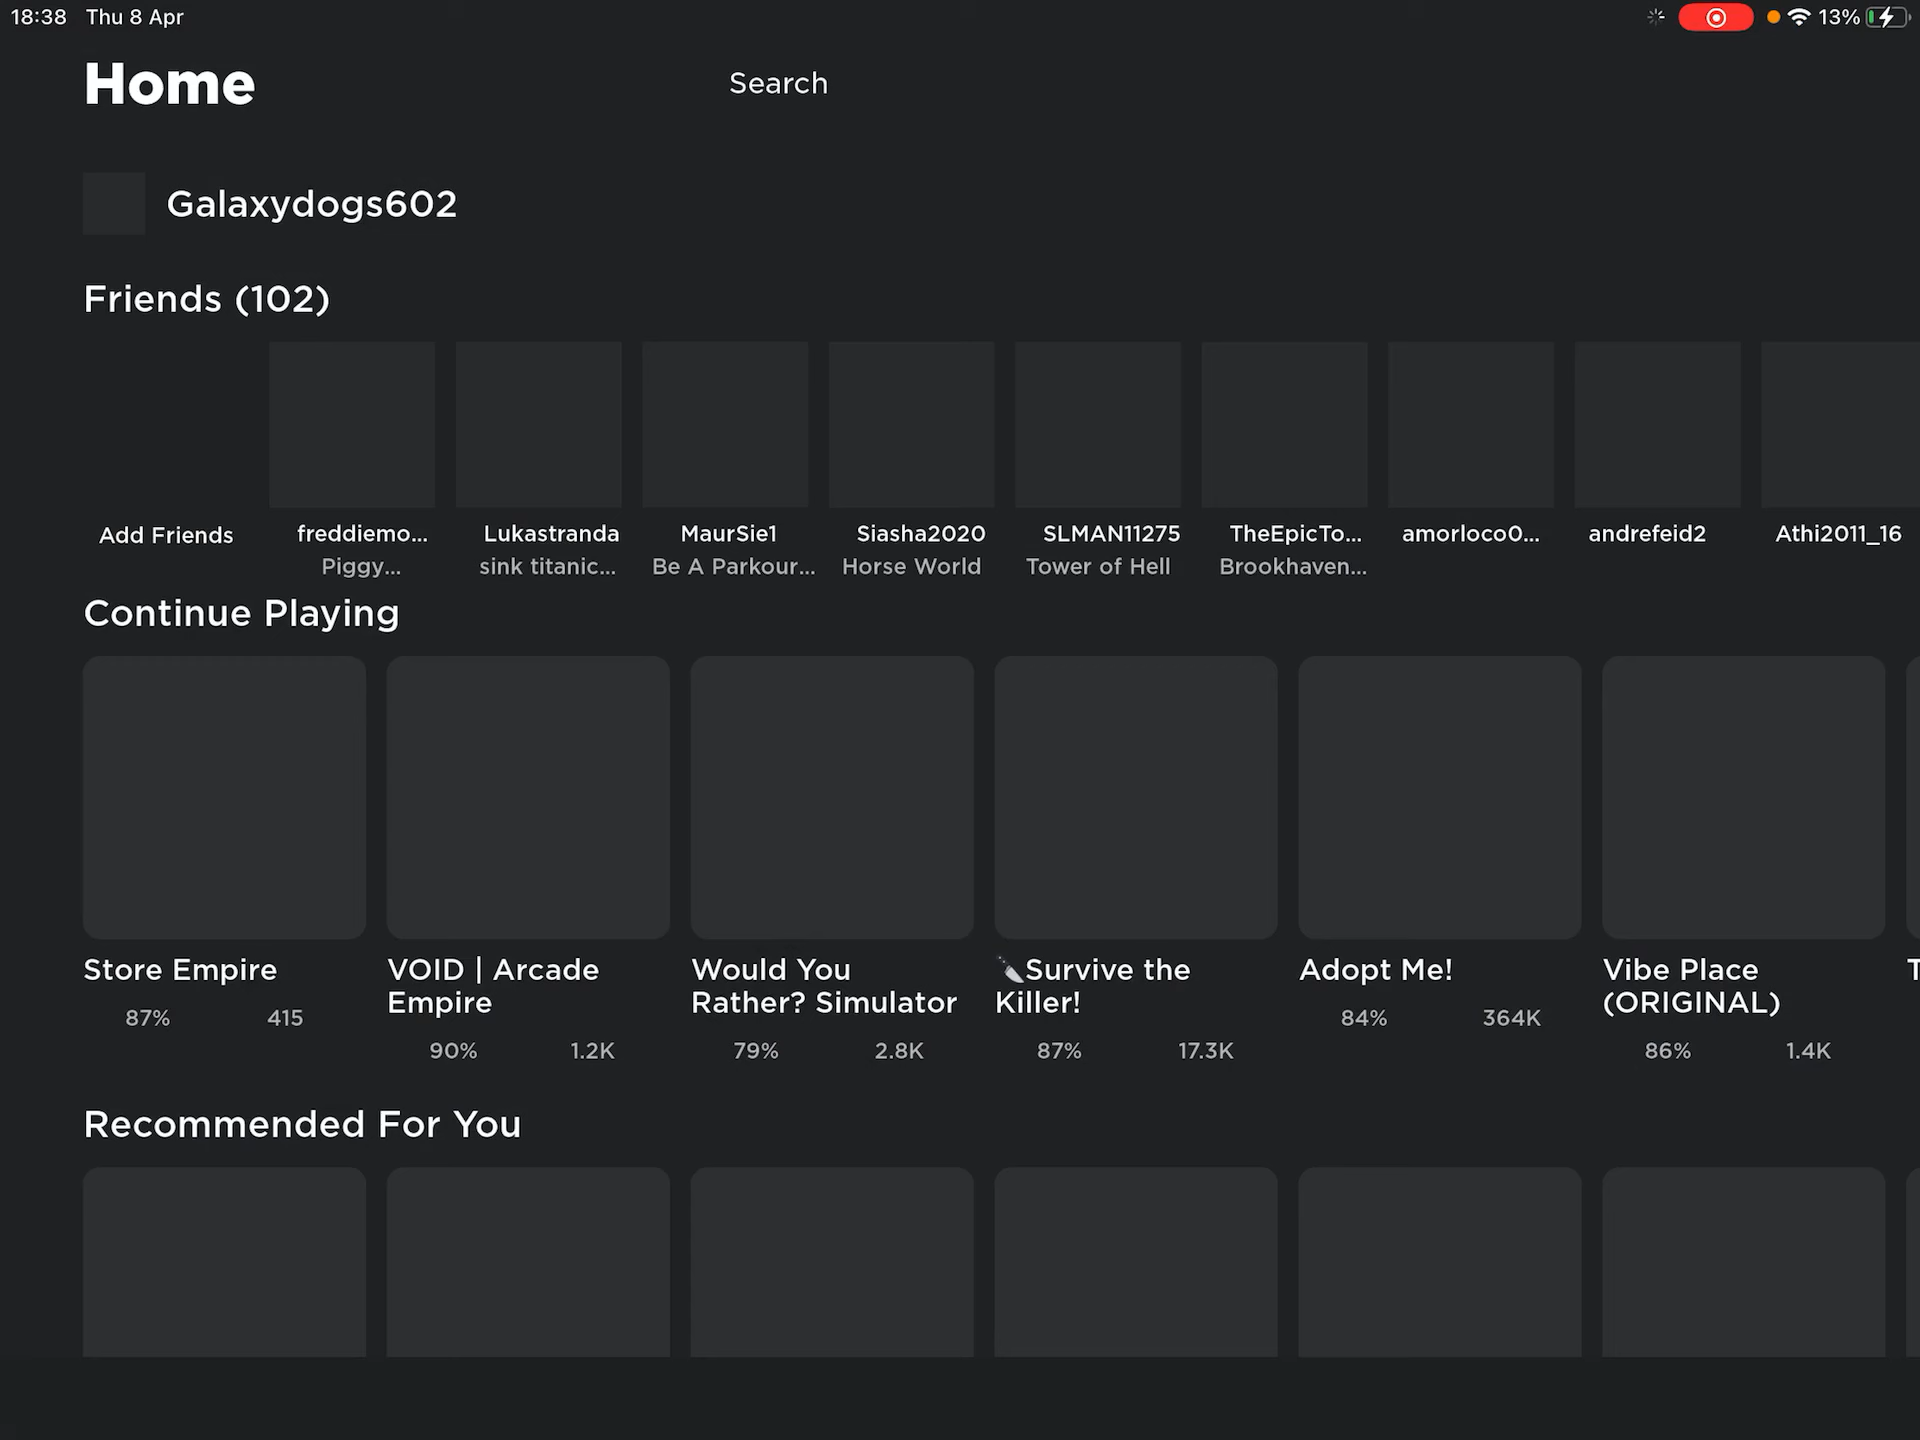 18:38 Thu 8 Apr 13%
Home
Search
Galaxydogs602
Friends (102)
Add Friends
freddiemo... Lukastranda MaurSie1 Siasha2020 SLMAN11275 TheEpicTo... amorloco0... andrefeid2 Athi2011_16
Piggy... sink titanic... Be A Parkour... Horse World Tower of Hell Brookhaven...
Continue Playing
Store Empire
87% 415
VOID | Arcade
Empire
90% 1.2K
Would You
Rather? Simulator
79% 2.8K
🔪Survive the
Killer!
87% 17.3K
Adopt Me!
84% 364K
Vibe Place
(ORIGINAL)
86% 1.4K
Recommended For You